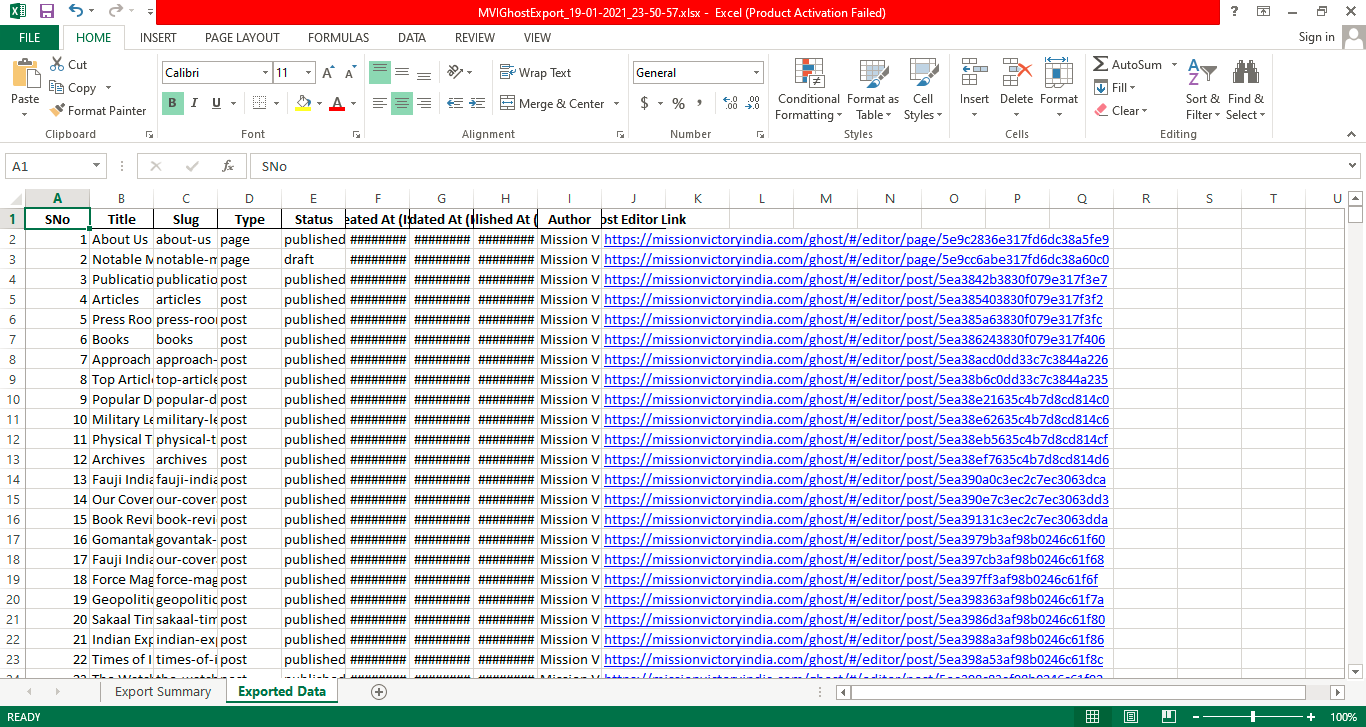 MVIGhostExport_19-01-2021_23-50-57.xlsx - Excel (Product Activation Failed)
FILE HOME INSERT PAGE LAYOUT FORMULAS DATA REVIEW VIEW Sign in
Paste Cut Copy Format Painter
Calibri 11 B I U
Wrap Text Merge & Center
General $ % ,
Conditional Formatting Format as Table Cell Styles
Insert Delete Format
AutoSum Fill Clear Sort & Filter Find & Select
Clipboard Font Alignment Number Styles Cells Editing
A1 fx SNo
A B C D E F G H I J K L M N O P Q R S T U
1 SNo Title Slug Type Status eated At (I dated At (I lished At ( Author ost Editor Link
2 1 About Us about-us page published ######## ######## ######## Mission V https://missionvictoryindia.com/ghost/#/editor/page/5e9c2836e317fd6dc38a5fe9
3 2 Notable M notable-m page draft ######## ######## ######## Mission V https://missionvictoryindia.com/ghost/#/editor/page/5e9cc6abe317fd6dc38a60c0
4 3 Publicatio publicatio post published ######## ######## ######## Mission V https://missionvictoryindia.com/ghost/#/editor/post/5ea3842b3830f079e317f3e7
5 4 Articles articles post published ######## ######## ######## Mission V https://missionvictoryindia.com/ghost/#/editor/post/5ea385403830f079e317f3f2
6 5 Press Roo press-roor post published ######## ######## ######## Mission V https://missionvictoryindia.com/ghost/#/editor/post/5ea385a63830f079e317f3fc
7 6 Books books post published ######## ######## ######## Mission V https://missionvictoryindia.com/ghost/#/editor/post/5ea386243830f079e317f406
8 7 Approach approach- post published ######## ######## ######## Mission V https://missionvictoryindia.com/ghost/#/editor/post/5ea38acd0dd33c7c3844a226
9 8 Top Article top-article post published ######## ######## ######## Mission V https://missionvictoryindia.com/ghost/#/editor/post/5ea38b6c0dd33c7c3844a235
10 9 Popular D popular-d post published ######## ######## ######## Mission V https://missionvictoryindia.com/ghost/#/editor/post/5ea38e21635c4b7d8cd814c0
11 10 Military Le military-le post published ######## ######## ######## Mission V https://missionvictoryindia.com/ghost/#/editor/post/5ea38e62635c4b7d8cd814c6
12 11 Physical T physical-t post published ######## ######## ######## Mission V https://missionvictoryindia.com/ghost/#/editor/post/5ea38eb5635c4b7d8cd814cf
13 12 Archives archives post published ######## ######## ######## Mission V https://missionvictoryindia.com/ghost/#/editor/post/5ea38ef7635c4b7d8cd814d6
14 13 Fauji India fauji-india post published ######## ######## ######## Mission V https://missionvictoryindia.com/ghost/#/editor/post/5ea390a0c3ec2c7ec3063dca
15 14 Our Cover our-cover post published ######## ######## ######## Mission V https://missionvictoryindia.com/ghost/#/editor/post/5ea390e7c3ec2c7ec3063dd3
16 15 Book Revi book-revi post published ######## ######## ######## Mission V https://missionvictoryindia.com/ghost/#/editor/post/5ea39131c3ec2c7ec3063dda
17 16 Gomantak govantak- post published ######## ######## ######## Mission V https://missionvictoryindia.com/ghost/#/editor/post/5ea3979b3af98b0246c61f60
18 17 Fauji India our-cover post published ######## ######## ######## Mission V https://missionvictoryindia.com/ghost/#/editor/post/5ea397cb3af98b0246c61f68
19 18 Force Mag force-mag post published ######## ######## ######## Mission V https://missionvictoryindia.com/ghost/#/editor/post/5ea397ff3af98b0246c61f6f
20 19 Geopolitic geopolitic post published ######## ######## ######## Mission V https://missionvictoryindia.com/ghost/#/editor/post/5ea398363af98b0246c61f7a
21 20 Sakaal Tim sakaal-tim post published ######## ######## ######## Mission V https://missionvictoryindia.com/ghost/#/editor/post/5ea3986d3af98b0246c61f80
22 21 Indian Exp indian-exp post published ######## ######## ######## Mission V https://missionvictoryindia.com/ghost/#/editor/post/5ea3988a3af98b0246c61f86
23 22 Times of I times-of-i post published ######## ######## ######## Mission V https://missionvictoryindia.com/ghost/#/editor/post/5ea398a53af98b0246c61f8c
Export Summary Exported Data
READY 100%